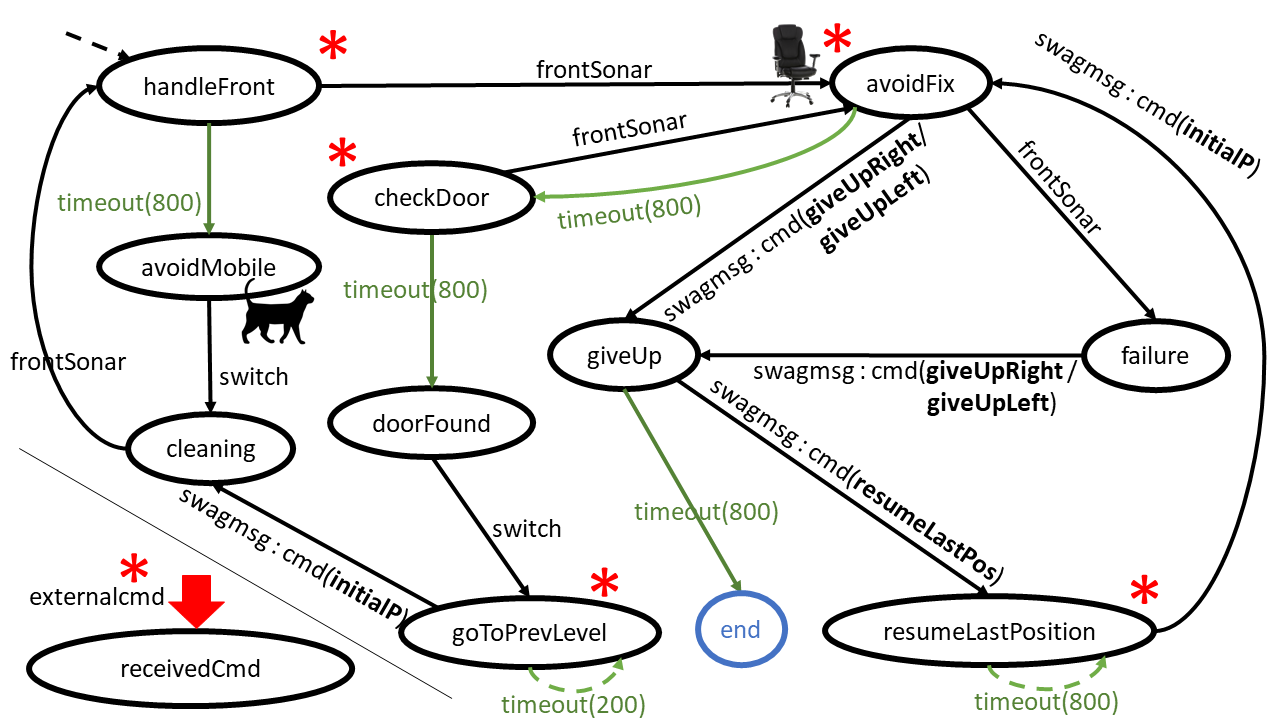 *
*
swagmsg : cmd(initialP)
handleFront
frontSonar
avoidFix
frontSonar
*
checkDoor
timeout(800)
timeout(800)
swagmsg : cmd(giveUpRight/
giveUpLeft)
frontSonar
avoidMobile
timeout(800)
frontSonar
switch
giveUp
failure
swagmsg : cmd(giveUpRight /
giveUpLeft)
doorFound
cleaning
swagmsg : cmd(resumeLastPos)
swagmsg : cmd(initialP)
switch
timeout(800)
*
externalcmd
*
*
receivedCmd
goToPrevLevel
end
resumeLastPosition
timeout(200)
timeout(800)